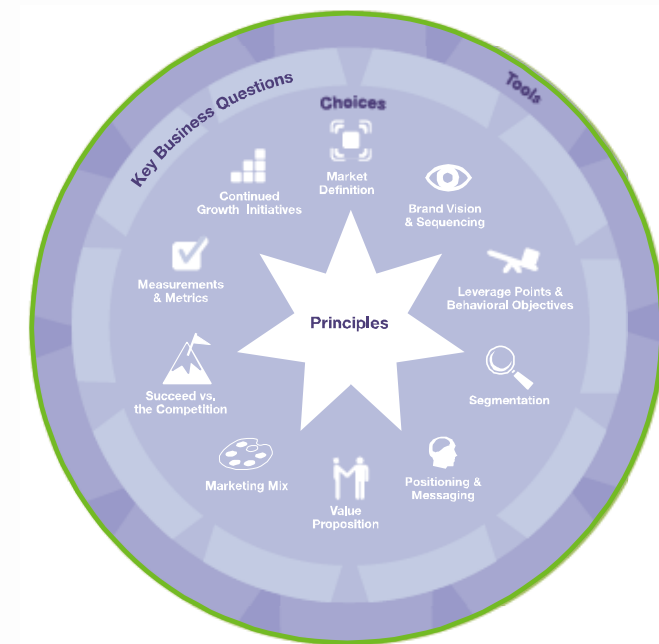 Key Business Questions
Tools
Choices
Market
Definition
Brand Vision
& Sequencing
Leverage Points &
Behavioral Objectives
Segmentation
Positioning &
Messaging
Value
Proposition
Marketing Mix
Succeed vs,
the Competition
Measurements
& Metrics
Continued
Growth Initiatives
Principles